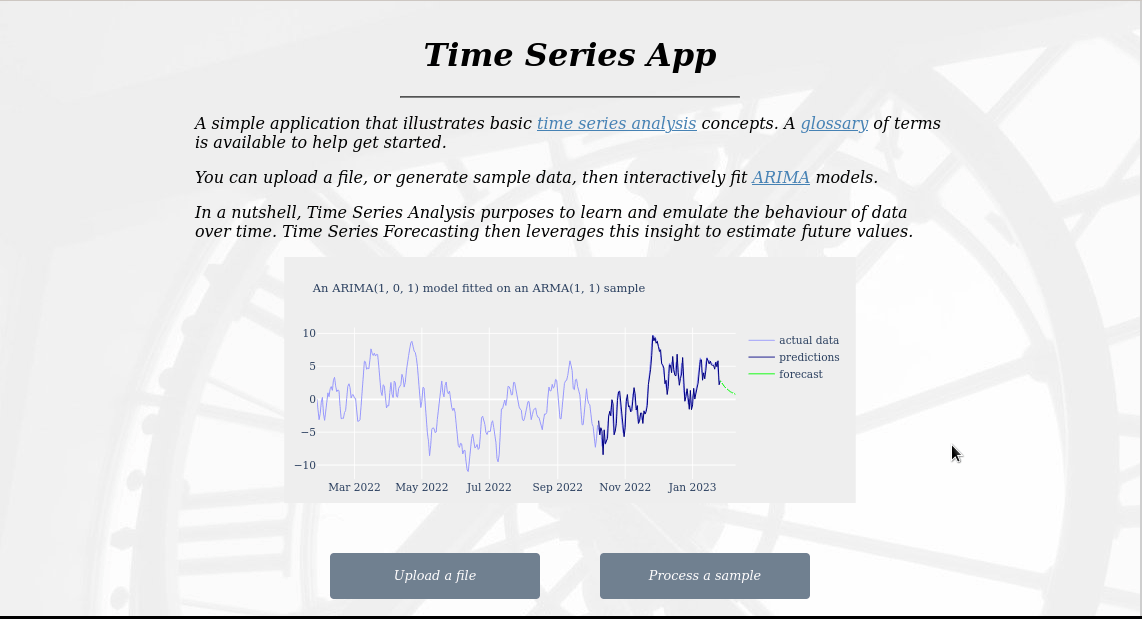 Time Series App
A simple application that illustrates basic time series analysis concepts. A glossary of terms
is available to help get started.
You can upload a file, or generate sample data, then interactively fit ARIMA models.
In a nutshell, Time Series Analysis purposes to learn and emulate the behaviour of data
over time. Time Series Forecasting then leverages this insight to estimate future values.
An ARIMA(1, 0, 1) model fitted on an ARMA(1, 1) sample
10
5
0
−5
−10
Mar 2022 May 2022 Jul 2022 Sep 2022 Nov 2022 Jan 2023
actual data
predictions
forecast
Upload a file
Process a sample